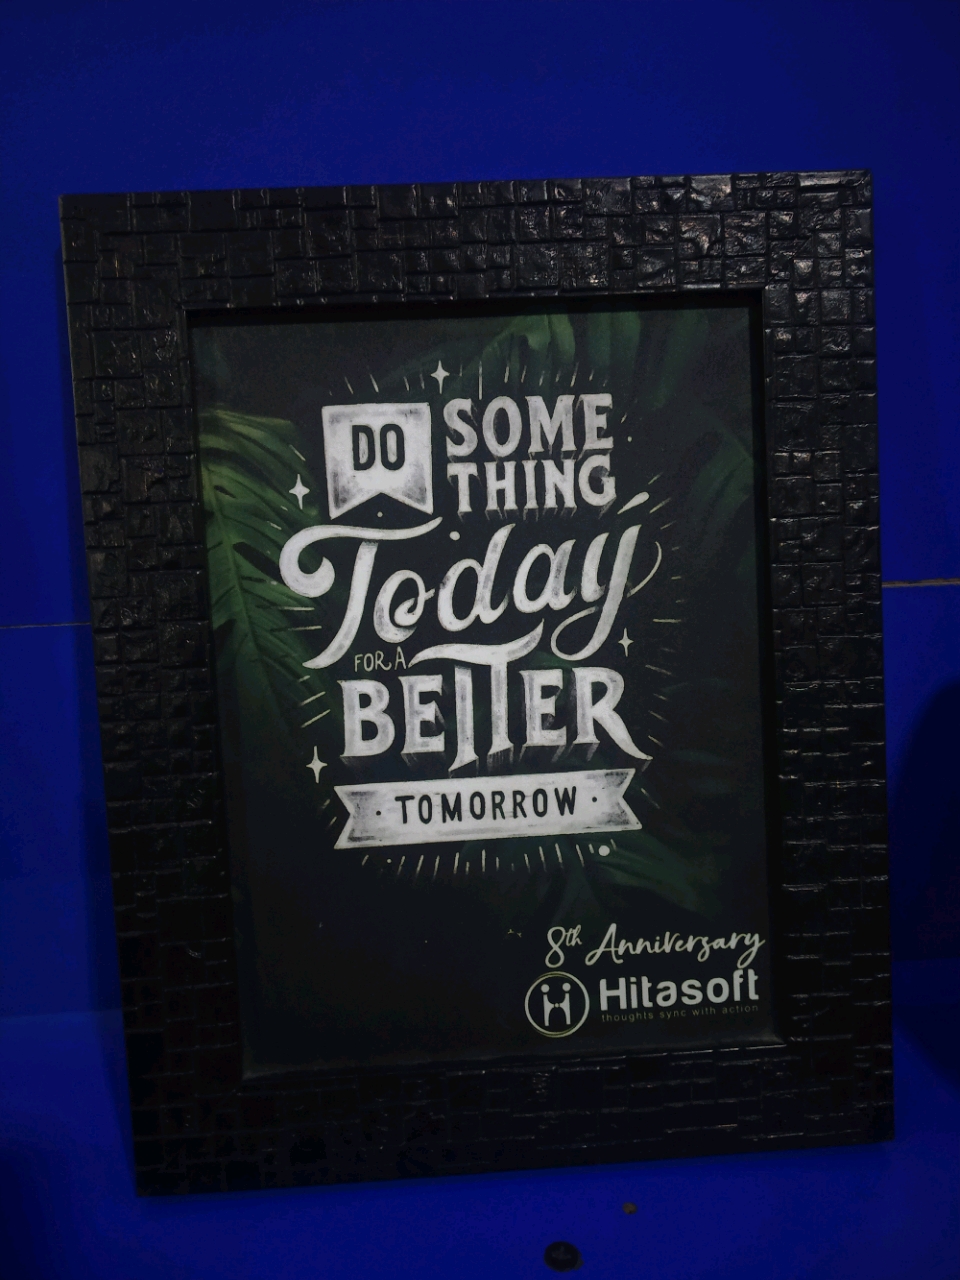 DO SOME
THING
Today
FOR A
BETTER
· TOMORROW ·
8th Anniversary
Hitasoft
thoughts sync with action